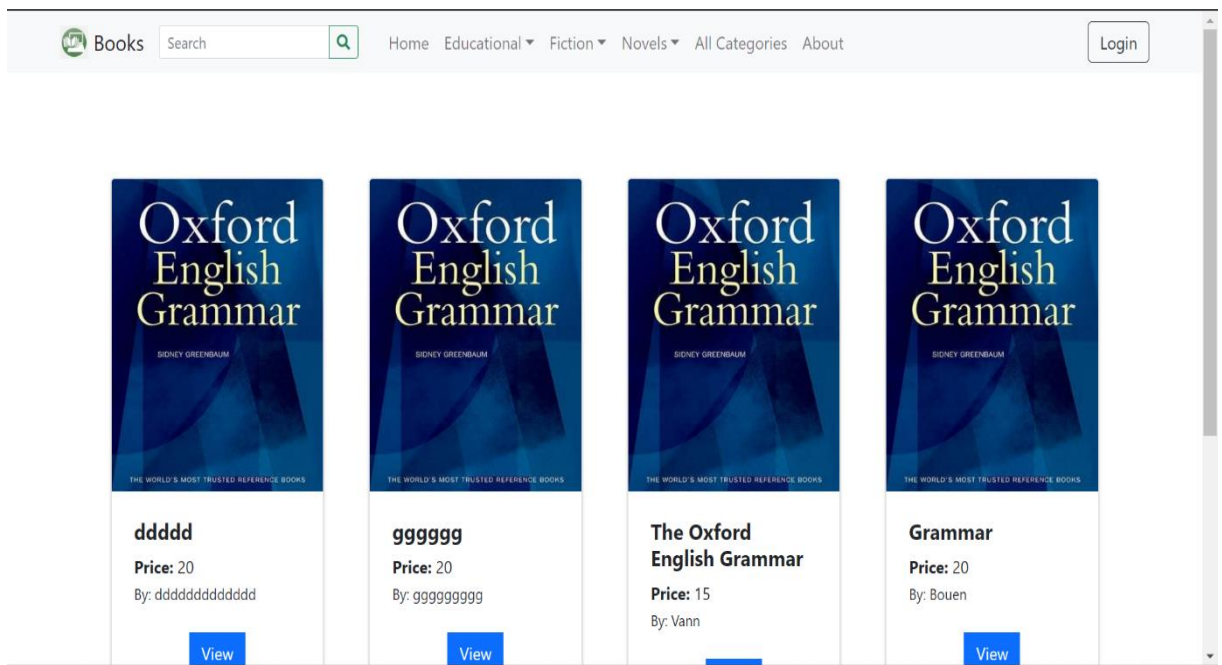 Books Search Home Educational Fiction Novels All Categories About Login
Oxford
English
Grammar
SIDNEY GREENBAUM
THE WORLD'S MOST TRUSTED REFERENCE BOOKS
ddddd
Price: 20
By: ddddddddddddd
View
Oxford
English
Grammar
SIDNEY GREENBAUM
THE WORLD'S MOST TRUSTED REFERENCE BOOKS
gggggg
Price: 20
By: ggggggggg
View
Oxford
English
Grammar
SIDNEY GREENBAUM
THE WORLD'S MOST TRUSTED REFERENCE BOOKS
The Oxford
English Grammar
Price: 15
By: Vann
Oxford
English
Grammar
SIDNEY GREENBAUM
THE WORLD'S MOST TRUSTED REFERENCE BOOKS
Grammar
Price: 20
By: Bouen
View